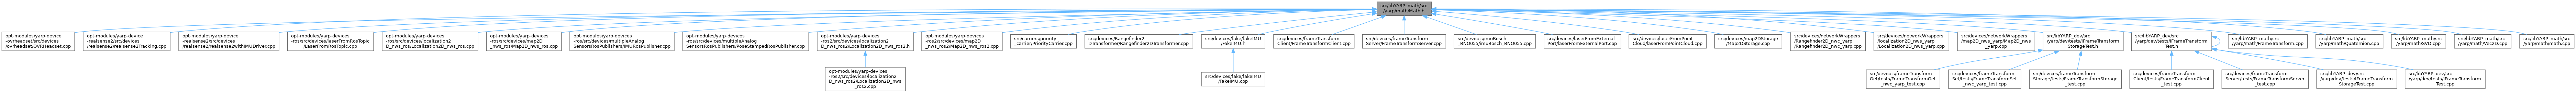 src/libYARP_math/src
/yarp/math/Math.h
opt-modules/yarp-device
-ovrheadset/src/devices
/ovrheadset/OVRHeadset.cpp
opt-modules/yarp-device
-realsense2/src/devices
/realsense2/realsense2Tracking.cpp
opt-modules/yarp-device
-realsense2/src/devices
/realsense2/realsense2withIMUDriver.cpp
opt-modules/yarp-devices
-ros/src/devices/laserFromRosTopic
/LaserFromRosTopic.cpp
opt-modules/yarp-devices
-ros/src/devices/localization2
D_nws_ros/Localization2D_nws_ros.cpp
opt-modules/yarp-devices
-ros/src/devices/map2D
_nws_ros/Map2D_nws_ros.cpp
opt-modules/yarp-devices
-ros/src/devices/multipleAnalog
SensorsRosPublishers/IMURosPublisher.cpp
opt-modules/yarp-devices
-ros/src/devices/multipleAnalog
SensorsRosPublishers/PoseStampedRosPublisher.cpp
opt-modules/yarp-devices
-ros2/src/devices/localization2
D_nws_ros2/Localization2D_nws_ros2.h
opt-modules/yarp-devices
-ros2/src/devices/map2D
_nws_ros2/Map2D_nws_ros2.cpp
src/carriers/priority
_carrier/PriorityCarrier.cpp
src/devices/Rangefinder2
DTransformer/Rangefinder2DTransformer.cpp
src/devices/fake/fakeIMU
/fakeIMU.h
src/devices/frameTransform
Client/FrameTransformClient.cpp
src/devices/frameTransform
Server/FrameTransformServer.cpp
src/devices/imuBosch
_BNO055/imuBosch_BNO055.cpp
src/devices/laserFromExternal
Port/laserFromExternalPort.cpp
src/devices/laserFromPoint
Cloud/laserFromPointCloud.cpp
src/devices/map2DStorage
/Map2DStorage.cpp
src/devices/networkWrappers
/Rangefinder2D_nwc_yarp
/Rangefinder2D_nwc_yarp.cpp
src/devices/networkWrappers
/localization2D_nws_yarp
/Localization2D_nws_yarp.cpp
src/devices/networkWrappers
/map2D_nws_yarp/Map2D_nws
_yarp.cpp
src/libYARP_dev/src
/yarp/dev/tests/IFrameTransform
StorageTest.h
src/libYARP_dev/src
/yarp/dev/tests/IFrameTransform
Test.h
src/libYARP_math/src
/yarp/math/FrameTransform.cpp
src/libYARP_math/src
/yarp/math/Quaternion.cpp
src/libYARP_math/src
/yarp/math/SVD.cpp
src/libYARP_math/src
/yarp/math/Vec2D.cpp
src/libYARP_math/src
/yarp/math/math.cpp
opt-modules/yarp-devices
-ros2/src/devices/localization2
D_nws_ros2/Localization2D_nws
_ros2.cpp
src/devices/fake/fakeIMU
/fakeIMU.cpp
src/devices/frameTransform
Get/tests/FrameTransformGet
_nwc_yarp_test.cpp
src/devices/frameTransform
Set/tests/FrameTransformSet
_nwc_yarp_test.cpp
src/devices/frameTransform
Storage/tests/FrameTransformStorage
_test.cpp
src/devices/frameTransform
Client/tests/FrameTransformClient
_test.cpp
src/devices/frameTransform
Server/tests/FrameTransformServer
_test.cpp
src/libYARP_dev/src
/yarp/dev/tests/IFrameTransform
StorageTest.cpp
src/libYARP_dev/src
/yarp/dev/tests/IFrameTransform
Test.cpp